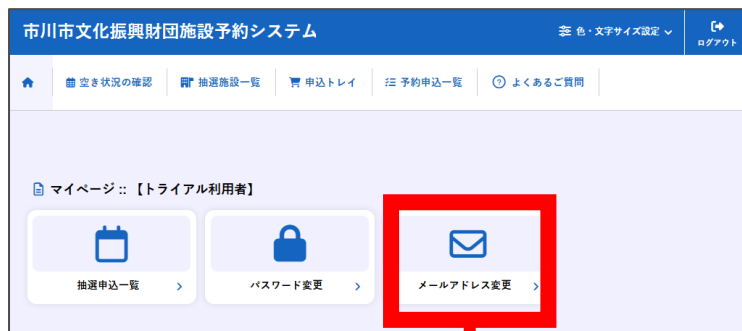 市川市文化振興財団施設予約システム
色・文字サイズ設定
ログアウト
空き状況の確認
抽選施設一覧
申込トレイ
予約申込一覧
よくあるご質問
マイページ :: 【トライアル利用者】
抽選申込一覧
パスワード変更
メールアドレス変更